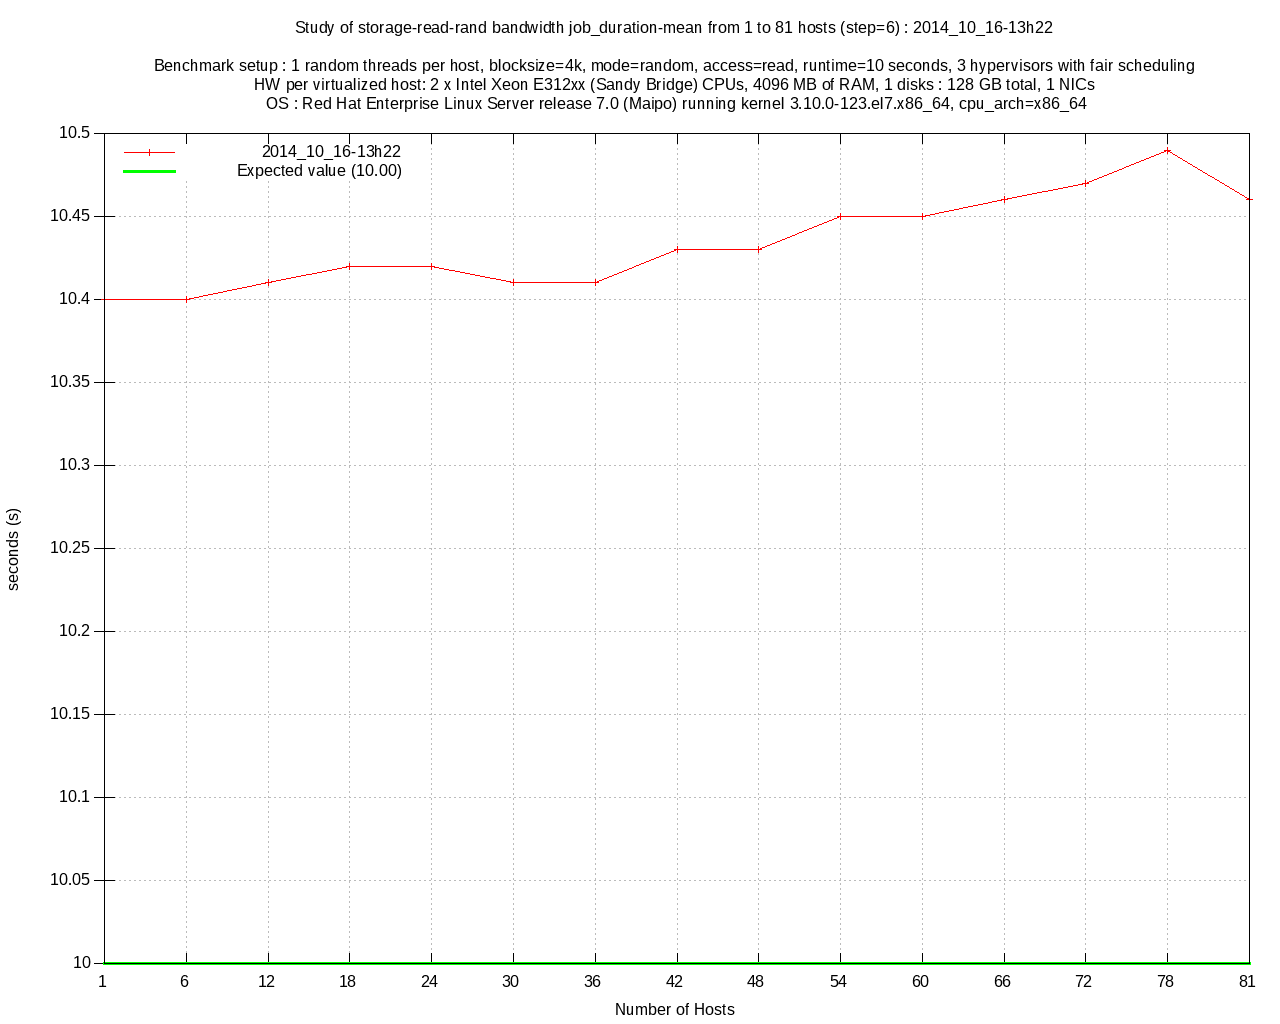 Study of storage-read-rand bandwidth job_duration-mean from 1 to 81 hosts (step=6) : 2014_10_16-13h22
Benchmark setup : 1 random threads per host, blocksize=4k, mode=random, access=read, runtime=10 seconds, 3 hypervisors with fair scheduling
HW per virtualized host: 2 x Intel Xeon E312xx (Sandy Bridge) CPUs, 4096 MB of RAM, 1 disks : 128 GB total, 1 NICs
OS : Red Hat Enterprise Linux Server release 7.0 (Maipo) running kernel 3.10.0-123.el7.x86_64, cpu_arch=x86_64
2014_10_16-13h22
Expected value (10.00)
10.5
10.45
10.4
10.35
10.3
10.25
10.2
10.15
10.1
10.05
10
seconds (s)
1 6 12 18 24 30 36 42 48 54 60 66 72 78 81
Number of Hosts